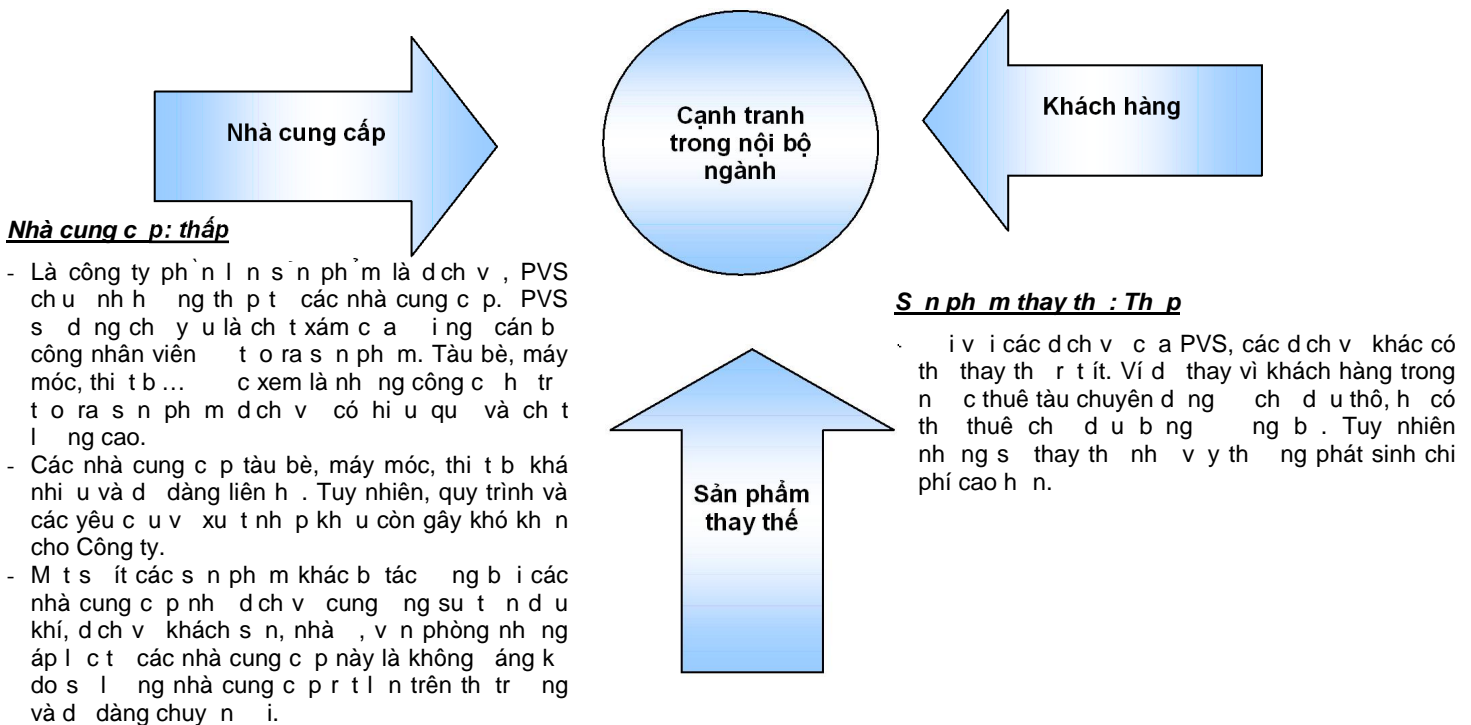 Nhà cung cấp
Cạnh tranh
trong nội bộ
ngành
Khách hàng
Nhà cung c p: thấp
- Là công ty ph n l n s n ph m là d ch v , PVS
ch u nh h ng th p t các nhà cung c p. PVS
s d ng ch y u là ch t xám c a i ng cán b
công nhân viên t o ra s n ph m. Tàu bè, máy
móc, thi t b … c xem là nh ng công c h tr
t o ra s n ph m d ch v có hi u qu và ch t
l ng cao.
- Các nhà cung c p tàu bè, máy móc, thi t b khá
nhi u và d dàng liên h . Tuy nhiên, quy trình và
các yêu c u v xu t nh p kh u còn gây khó kh n
cho Công ty.
- M t s ít các s n ph m khác b tác ng b i các
nhà cung c p nh d ch v cung ng su t n d u
khí, d ch v khách s n, nhà , v n phòng nh ng
áp l c t các nhà cung c p này là không áng k
do s l ng nhà cung c p r t l n trên th tr ng
và d dàng chuy n i.
Sản phẩm
thay thế
S n ph m thay th : Th p
- i v i các d ch v c a PVS, các d ch v khác có
th thay th r t ít. Ví d thay vì khách hàng trong
n c thuê tàu chuyên d ng ch d u thô, h có
th thuê ch d u b ng ng b . Tuy nhiên
nh ng s thay th nh v y th ng phát sinh chi
phí cao h n.